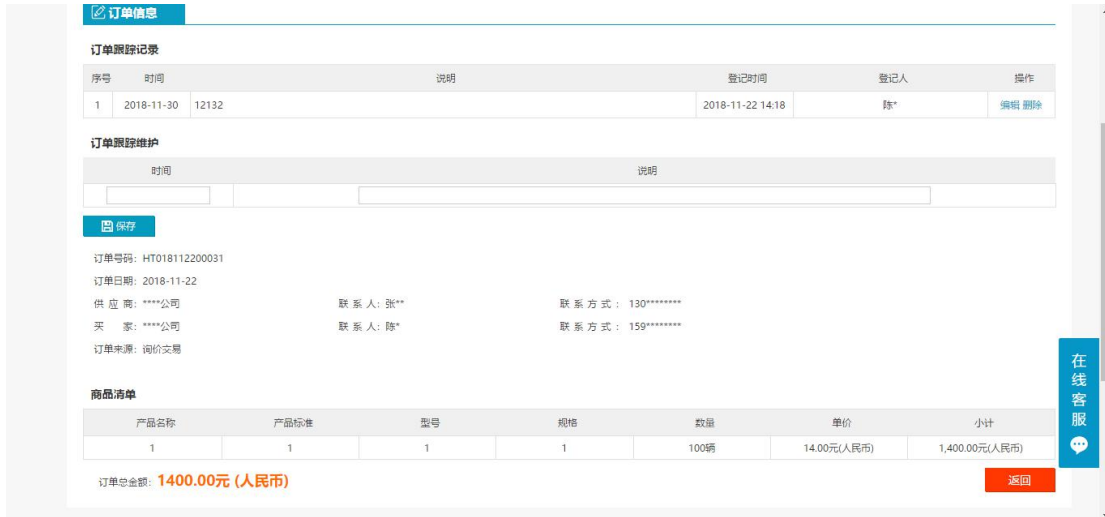 订单信息
订单跟踪记录
序号 时间 说明 登记时间 登记人 操作
1 2018-11-30 12132 2018-11-22 14:18 陈* 编辑 删除
订单跟踪维护
时间 说明
保存
订单号码: HT018112200031
订单日期: 2018-11-22
供 应 商: ****公司 联 系 人: 张** 联 系 方 式 : 130********
买 家: ****公司 联 系 人: 陈* 联 系 方 式 : 159********
订单来源: 询价交易
商品清单
产品名称 产品标准 型号 规格 数量 单价 小计
1 1 1 1 100辆 14.00元(人民币) 1,400.00元(人民币)
订单总金额: 1400.00元 (人民币) 返回
在线客服